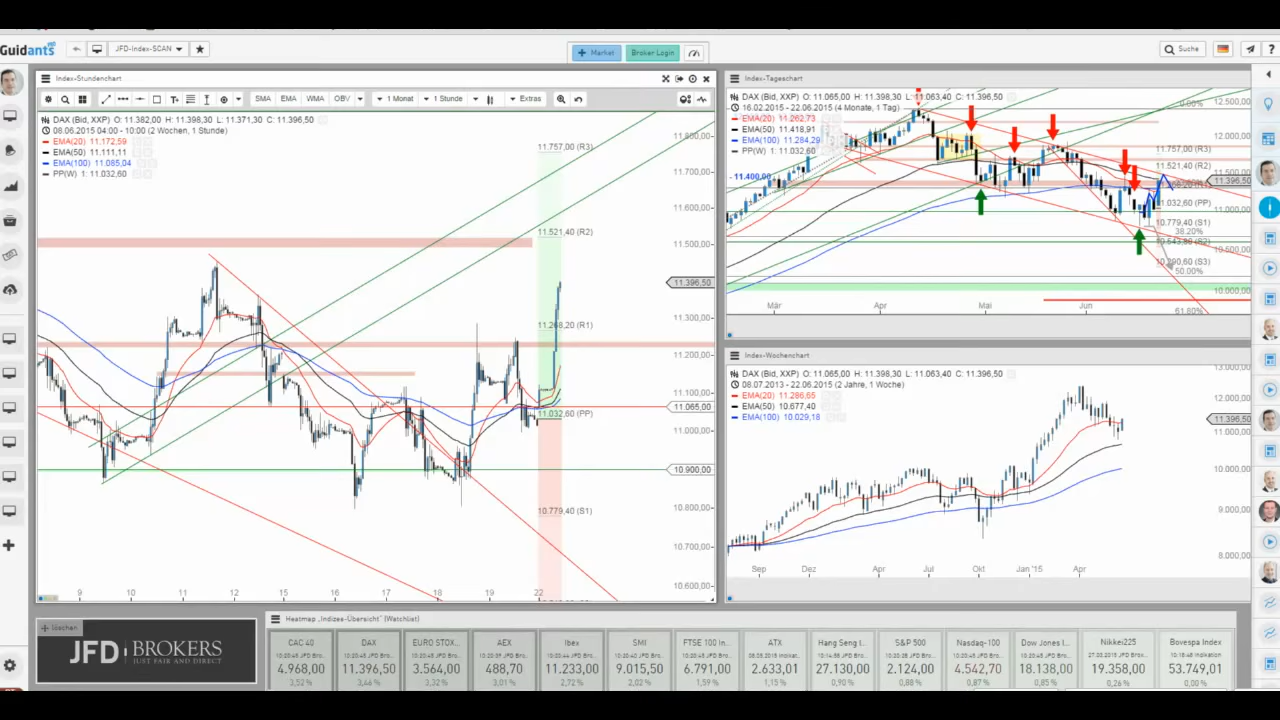 Guidants
JFD-Index-SCAN
Market
Broker Login
Suche
Index-Stundenchart
SMA EMA WMA OBV 1 Monat 1 Stunde Extras
DAX (Bid, XXP) O: 11.382,00 H: 11.398,30 L: 11.371,30 C: 11.396,50
08.06.2015 04:00 - 10:00 (2 Wochen, 1 Stunde)
EMA(20) 11.172,59
EMA(50) 11.111,11
EMA(100) 11.085,04
PP(W) 11.032,60
11.757,00 (R3)
11.521,40 (R2)
11.268,20 (R1)
11.032,60 (PP)
10.779,40 (S1)
11.800,00
11.700,00
11.600,00
11.500,00
11.396,50
11.300,00
11.200,00
11.100,00
11.065,00
11.000,00
10.900,00
10.800,00
10.700,00
10.600,00
9 10 11 12 15 16 17 18 19 22
Index-Tageschart
DAX (Bid, XXP) O: 11.065,00 H: 11.398,30 L: 11.063,40 C: 11.396,50
16.02.2015 - 22.06.2015 (4 Monate, 1 Tag)
EMA(20) 11.262,73
EMA(50) 11.418,91
EMA(100) 11.284,29
PP(W) 11.032,60
11.400,00
0.00%
11.757,00 (R3)
11.521,40 (R2)
11.032,60 (PP)
10.779,40 (S1)
38.20%
50.00%
61.80%
12.500,00
12.000,00
11.396,50
11.000,00
10.500,00
10.000,00
Mär Apr Mai Jun
Index-Wochenchart
DAX (Bid, XXP) O: 11.065,00 H: 11.398,30 L: 11.063,40 C: 11.396,50
08.07.2013 - 22.06.2015 (2 Jahre, 1 Woche)
EMA(20) 11.286,65
EMA(50) 10.677,40
EMA(100) 10.029,18
13.000,00
11.396,50
11.000,00
10.000,00
9.000,00
8.000,00
Sep Dez Apr Jul Okt Jan '15 Apr
löschen
JFD BROKERS
JUST FAIR AND DIRECT
Heatmap „Indizes-Übersicht" (Watchlist)
CAC 40 DAX EURO STOX... AEX Ibex SMI FTSE 100 In... ATX Hang Seng I... S&P 500 Nasdaq-100 Dow Jones I... Nikkei225 Bovespa Index
4.968,00 11.396,50 3.564,00 488,70 11.233,00 9.015,50 6.791,00 2.633,01 27.130,00 2.124,00 4.542,70 18.138,00 19.358,00 53.749,01
3,52 % 3,44 % 3,32 % 3,01 % 2,72 % 2,02 % 1,59 % 1,15 % 0,90 % 0,88 % 0,87 % 0,85 % 0,26 % 0,00 %